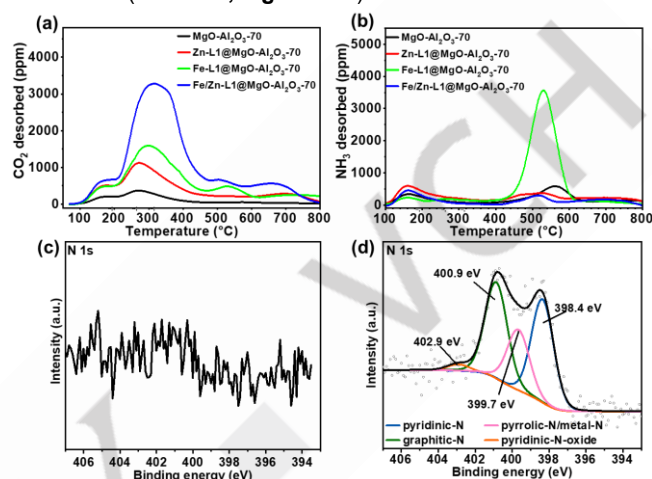 (a)
CO₂ desorbed (ppm)
4000
3000
2000
1000
0
MgO-Al₂O₃-70
Zn-L1@MgO-Al₂O₃-70
Fe-L1@MgO-Al₂O₃-70
Fe/Zn-L1@MgO-Al₂O₃-70
100 200 300 400 500 600 700 800
Temperature (°C)
(b)
NH₃ desorbed (ppm)
5000
4000
3000
2000
1000
0
MgO-Al₂O₃-70
Zn-L1@MgO-Al₂O₃-70
Fe-L1@MgO-Al₂O₃-70
Fe/Zn-L1@MgO-Al₂O₃-70
100 200 300 400 500 600 700 800
Temperature (°C)
(c)
N 1s
Intensity (a.u.)
406 404 402 400 398 396 394
Binding energy (eV)
(d)
N 1s
Intensity (a.u.)
400.9 eV
398.4 eV
402.9 eV
399.7 eV
pyridinic-N
pyrrolic-N/metal-N
graphitic-N
pyridinic-N-oxide
406 404 402 400 398 396 394
Binding energy (eV)